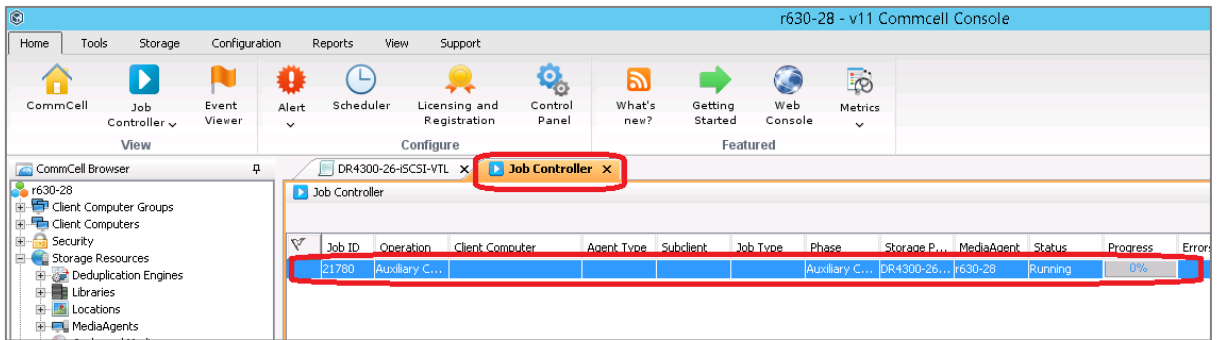 r630-28 - v11 Commcell Console
Home Tools Storage Configuration Reports View Support
CommCell
Job Controller
Event Viewer
Alert
Scheduler
Licensing and Registration
Control Panel
What's new?
Getting Started
Web Console
Metrics
View Configure Featured
CommCell Browser
DR4300-26-iSCSI-VTL x Job Controller x
r630-28
Job Controller
Client Computer Groups
Client Computers
Security
Storage Resources
Deduplication Engines
Libraries
Locations
MediaAgents
Job ID Operation Client Computer Agent Type Subclient Job Type Phase Storage P... MediaAgent Status Progress Errors
21780 Auxiliary C... Auxiliary C... DR4300-26... r630-28 Running 0%